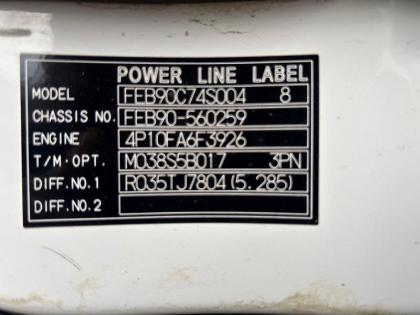 POWER LINE LABEL
MODEL FEB90C74S004 8
CHASSIS NO. FEB90-560259
ENGINE 4P10FA6F3926
T/M·OPT. M038S5B017 3PN
DIFF.NO.1 R035TJ7804(5.285)
DIFF.NO.2